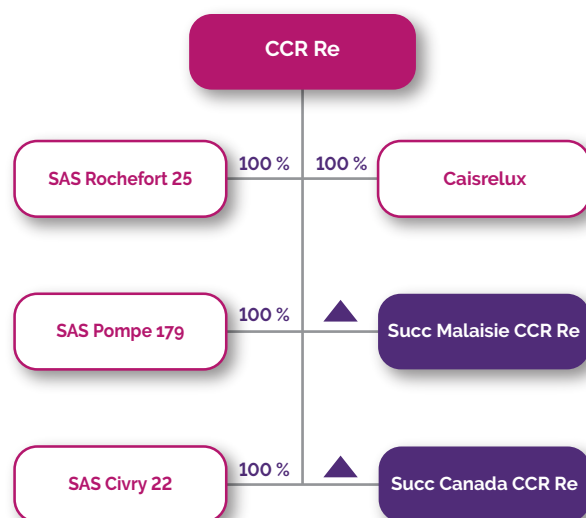 CCR Re
100 % 100 %
SAS Rochefort 25
Caisrelux
100 %
SAS Pompe 179
Succ Malaisie CCR Re
100 %
SAS Civry 22
Succ Canada CCR Re